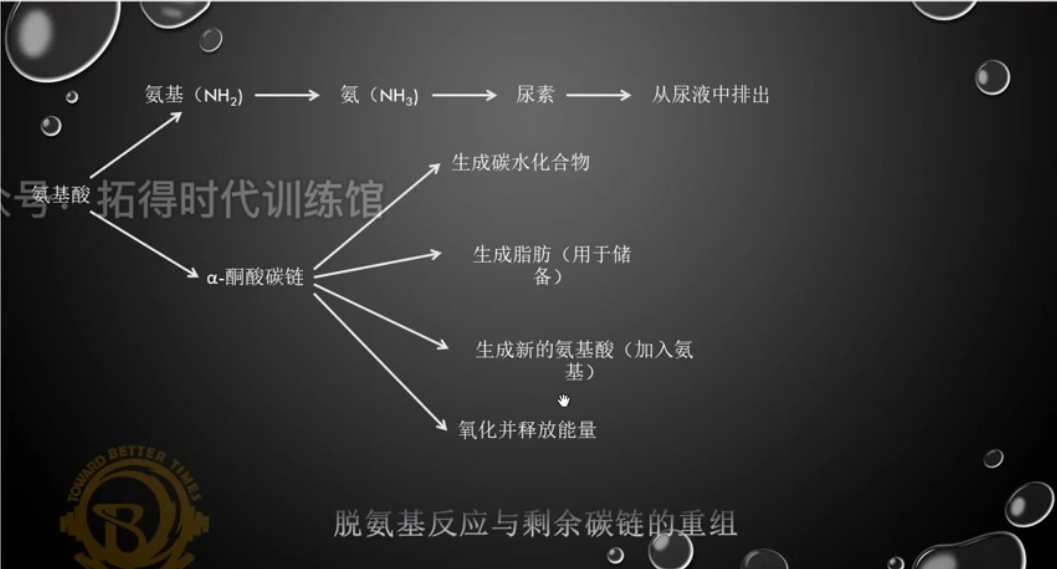 氨基（NH₂）
氨（NH₃)
尿素
从尿液中排出
生成碳水化合物
氨基酸
公众号：拓得时代训练馆
α-酮酸碳链
生成脂肪（用于储
备）
生成新的氨基酸（加入氨
基）
氧化并释放能量
TOWARD BETTER TIMES
B
脱氨基反应与剩余碳链的重组